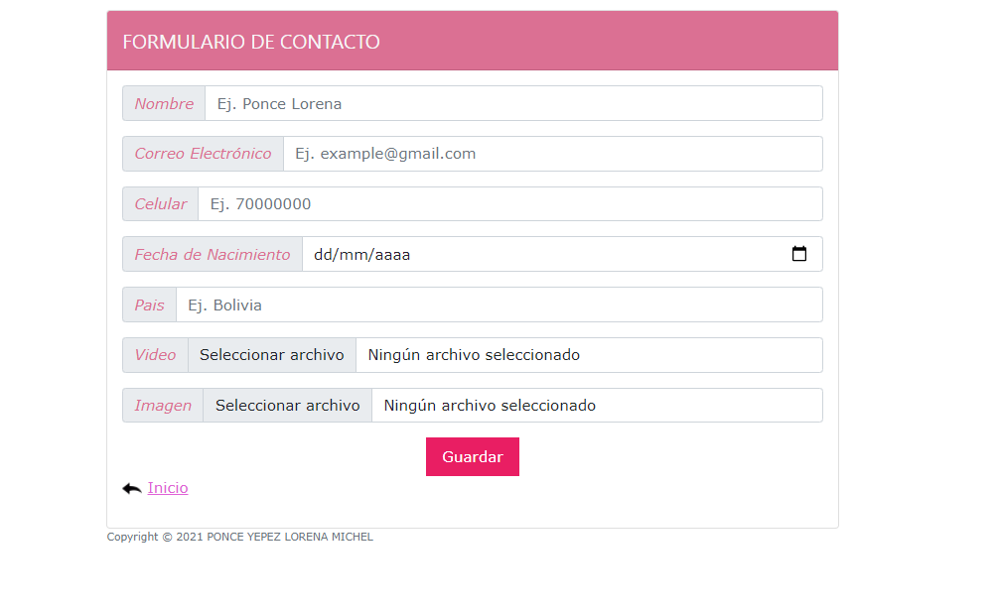 FORMULARIO DE CONTACTO
Nombre Ej. Ponce Lorena
Correo Electrónico Ej. example@gmail.com
Celular Ej. 70000000
Fecha de Nacimiento dd/mm/aaaa
Pais Ej. Bolivia
Video Seleccionar archivo Ningún archivo seleccionado
Imagen Seleccionar archivo Ningún archivo seleccionado
Guardar
Inicio
Copyright © 2021 PONCE YEPEZ LORENA MICHEL